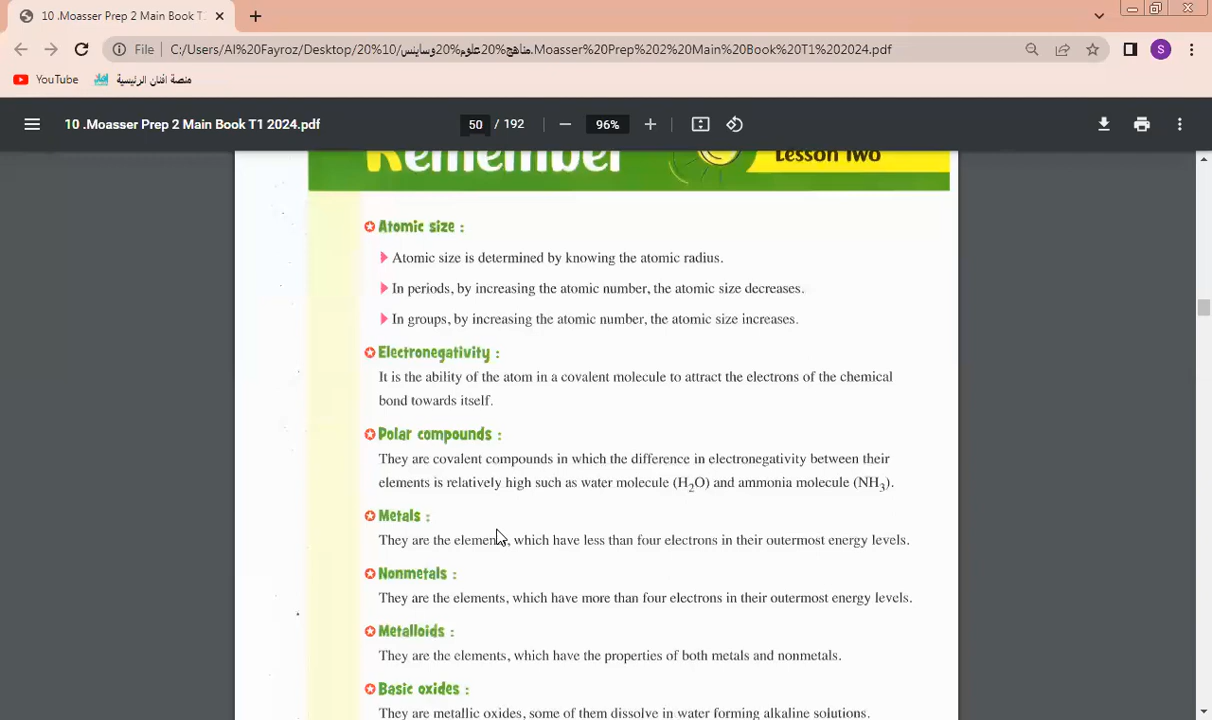 10 .Moasser Prep 2 Main Book T
File C:/Users/Al%20Fayroz/Desktop/مناهج%20علوم%20وساينس/10%20.Moasser%20Prep%202%20Main%20Book%20T1%202024.pdf
S
YouTube منصة اتنان الرئيسية
10 .Moasser Prep 2 Main Book T1 2024.pdf 50 / 192 96%
Remember Lesson Two
Atomic size :
Atomic size is determined by knowing the atomic radius.
In periods, by increasing the atomic number, the atomic size decreases.
In groups, by increasing the atomic number, the atomic size increases.
Electronegativity :
It is the ability of the atom in a covalent molecule to attract the electrons of the chemical
bond towards itself.
Polar compounds :
They are covalent compounds in which the difference in electronegativity between their
elements is relatively high such as water molecule (H₂O) and ammonia molecule (NH₃).
Metals :
They are the elements, which have less than four electrons in their outermost energy levels.
Nonmetals :
They are the elements, which have more than four electrons in their outermost energy levels.
Metalloids :
They are the elements, which have the properties of both metals and nonmetals.
Basic oxides :
They are metallic oxides, some of them dissolve in water forming alkaline solutions.